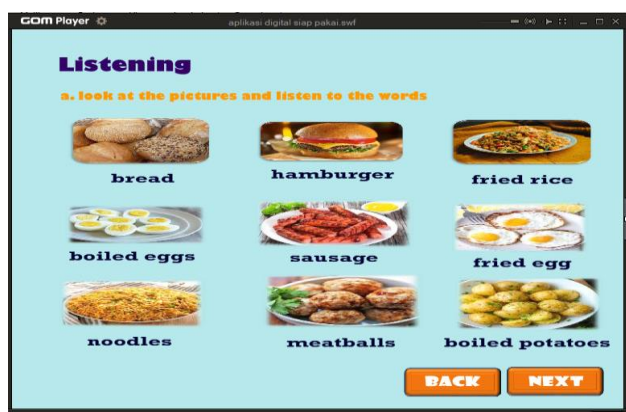 GOM Player
aplikasi digital siap pakai.swf
Listening
a. look at the pictures and listen to the words
bread
hamburger
fried rice
boiled eggs
sausage
fried egg
noodles
meatballs
boiled potatoes
BACK
NEXT